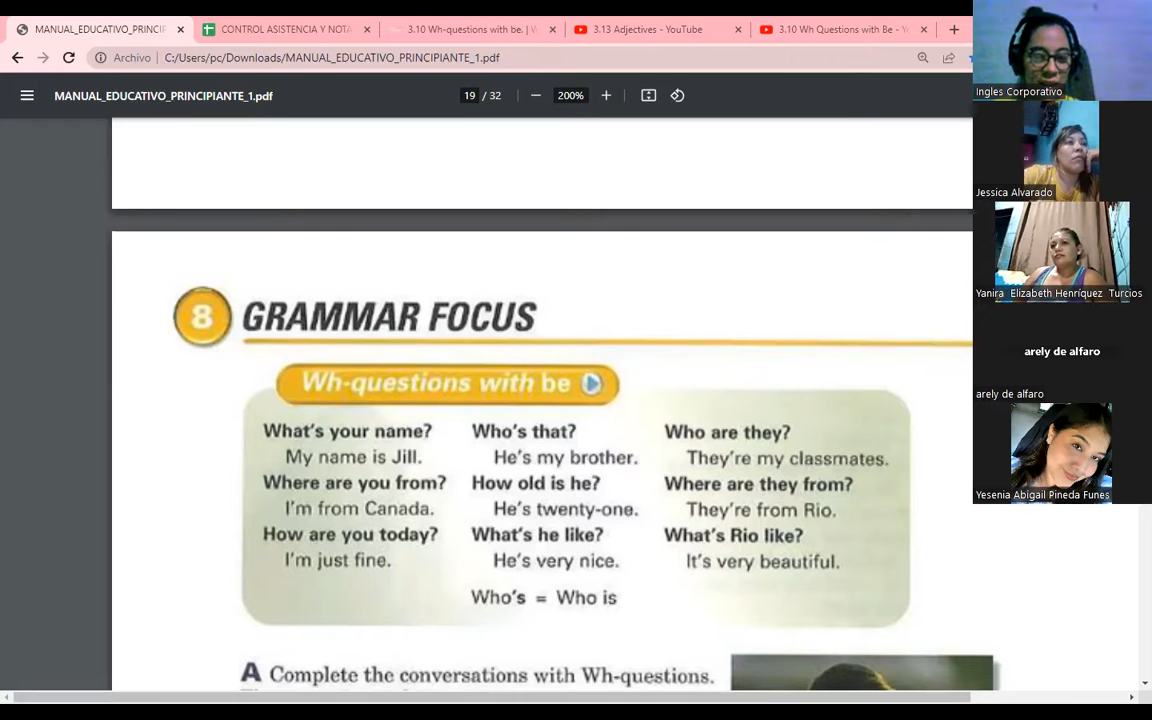 MANUAL_EDUCATIVO_PRINCIP
CONTROL ASISTENCIA Y NOTA
3.10 Wh-questions with be. |
3.13 Adjectives - YouTube
3.10 Wh Questions with Be -
Archivo
C:/Users/pc/Downloads/MANUAL_EDUCATIVO_PRINCIPIANTE_1.pdf
MANUAL_EDUCATIVO_PRINCIPIANTE_1.pdf
19 / 32
200%
8 GRAMMAR FOCUS
Wh-questions with be
What's your name?
My name is Jill.
Where are you from?
I'm from Canada.
How are you today?
I'm just fine.
Who's that?
He's my brother.
How old is he?
He's twenty-one.
What's he like?
He's very nice.
Who's = Who is
Who are they?
They're my classmates.
Where are they from?
They're from Rio.
What's Rio like?
It's very beautiful.
A Complete the conversations with Wh-questions.
Ingles Corporativo
Jessica Alvarado
Yanira Elizabeth Henríquez Turcios
arely de alfaro
arely de alfaro
Yesenia Abigail Pineda Funes